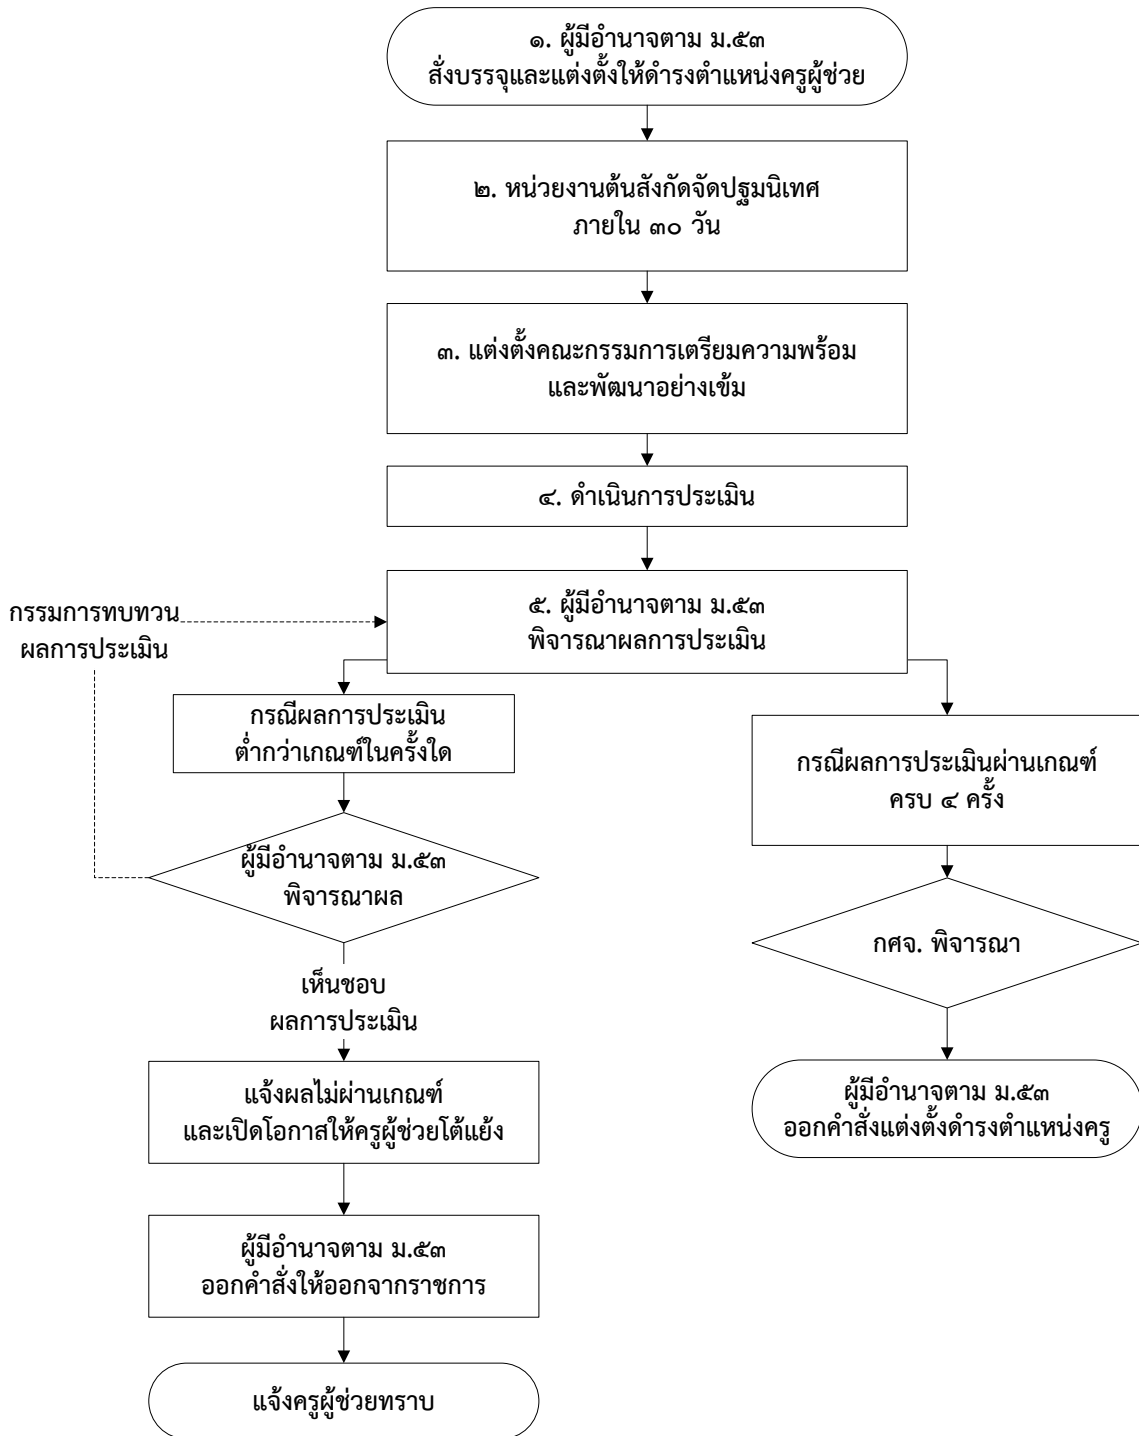 ๑. ผู้มีอำนาจตาม ม.๕๓
สั่งบรรจุและแต่งตั้งให้ดำรงตำแหน่งครูผู้ช่วย
๒. หน่วยงานต้นสังกัดจัดปฐมนิเทศ
ภายใน ๓๐ วัน
๓. แต่งตั้งคณะกรรมการเตรียมความพร้อม
และพัฒนาอย่างเข้ม
๔. ดำเนินการประเมิน
๕. ผู้มีอำนาจตาม ม.๕๓
พิจารณาผลการประเมิน
กรรมการทบทวน
ผลการประเมิน
กรณีผลการประเมิน
ต่ำกว่าเกณฑ์ในครั้งใด
ผู้มีอำนาจตาม ม.๕๓
พิจารณาผล
เห็นชอบ
ผลการประเมิน
แจ้งผลไม่ผ่านเกณฑ์
และเปิดโอกาสให้ครูผู้ช่วยโต้แย้ง
ผู้มีอำนาจตาม ม.๕๓
ออกคำสั่งให้ออกจากราชการ
แจ้งครูผู้ช่วยทราบ
กรณีผลการประเมินผ่านเกณฑ์
ครบ ๔ ครั้ง
กศจ. พิจารณา
ผู้มีอำนาจตาม ม.๕๓
ออกคำสั่งแต่งตั้งดำรงตำแหน่งครู